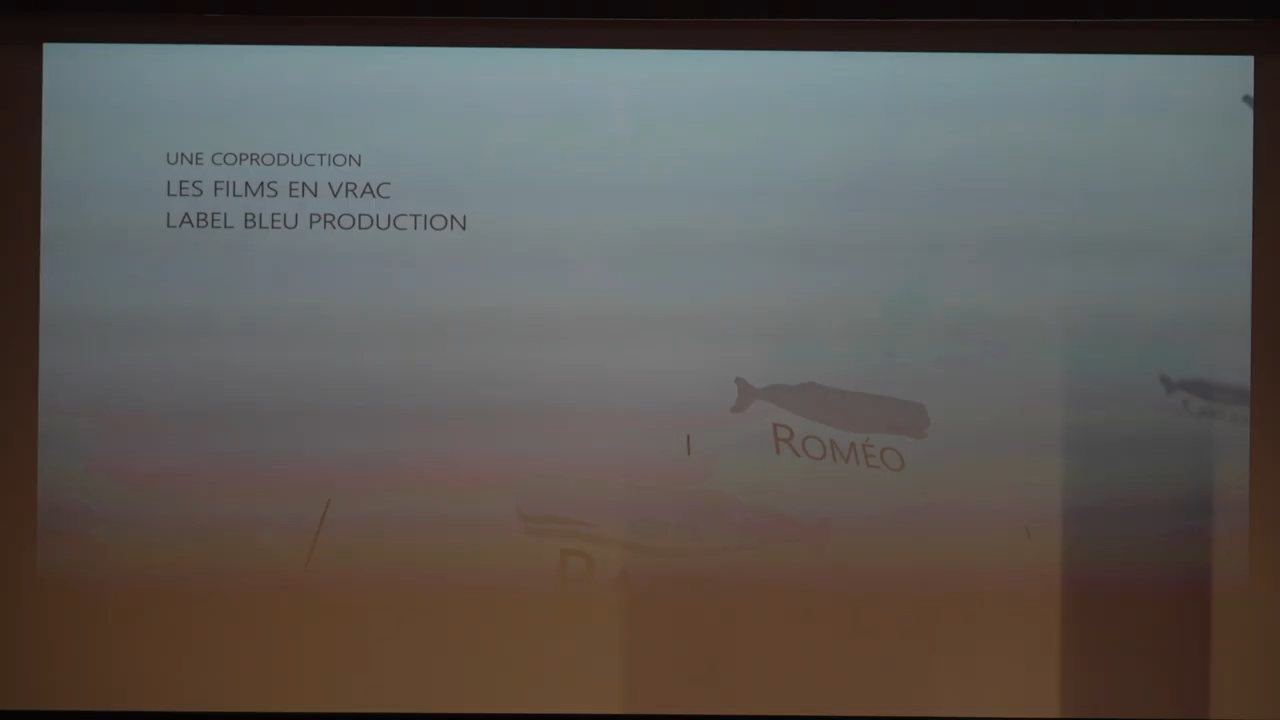 UNE COPRODUCTION
LES FILMS EN VRAC
LABEL BLEU PRODUCTION
ROMÉO